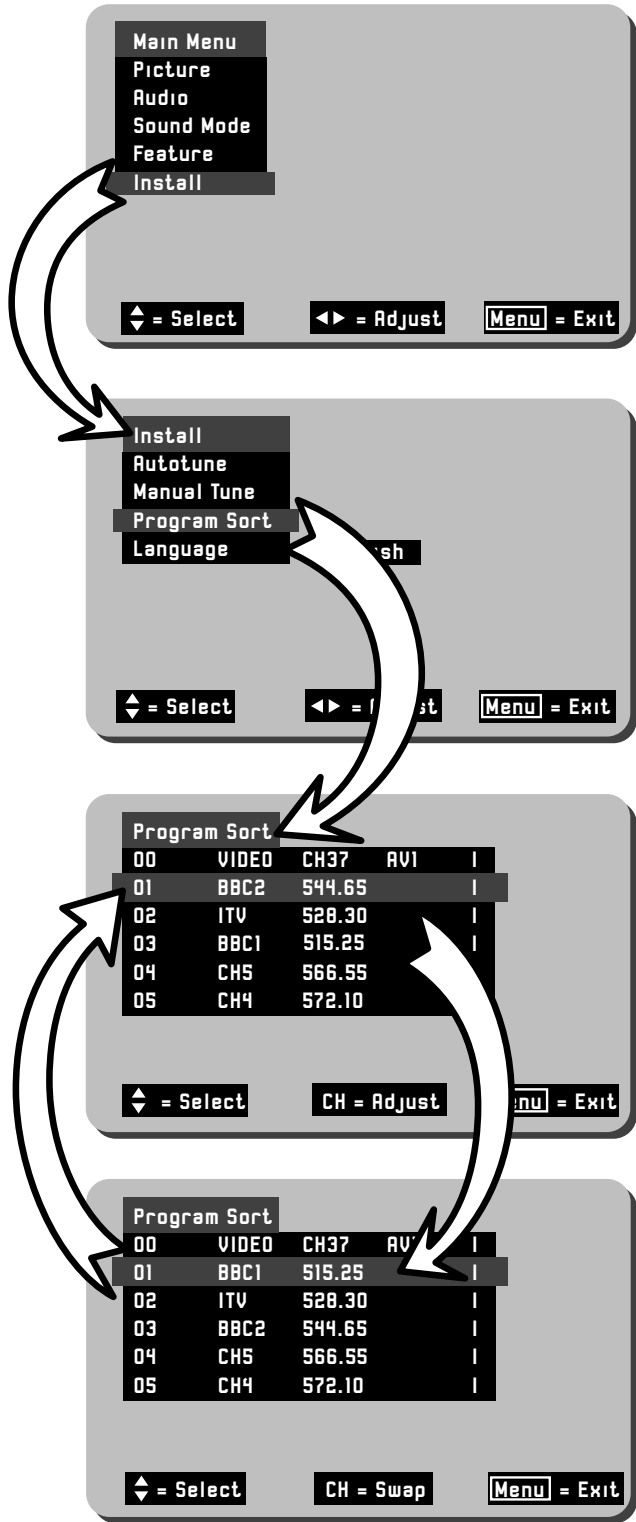 Main Menu
Picture
Audio
Sound Mode
Feature
Install
= Select = Adjust Menu = Exit
Install
Autotune
Manual Tune
Program Sort
Language
= Select = Menu = Exit
Program Sort
00 VIDEO CH37 AV1 I
01 BBC2 544.65 I
02 ITV 528.30 I
03 BBC1 515.25 I
04 CH5 566.55
05 CH4 572.10
= Select CH = Adjust = Exit
Program Sort
00 VIDEO CH37 I
01 BBC1 515.25 I
02 ITV 528.30 I
03 BBC2 544.65 I
04 CH5 566.55 I
05 CH4 572.10 I
= Select CH = Swap Menu = Exit